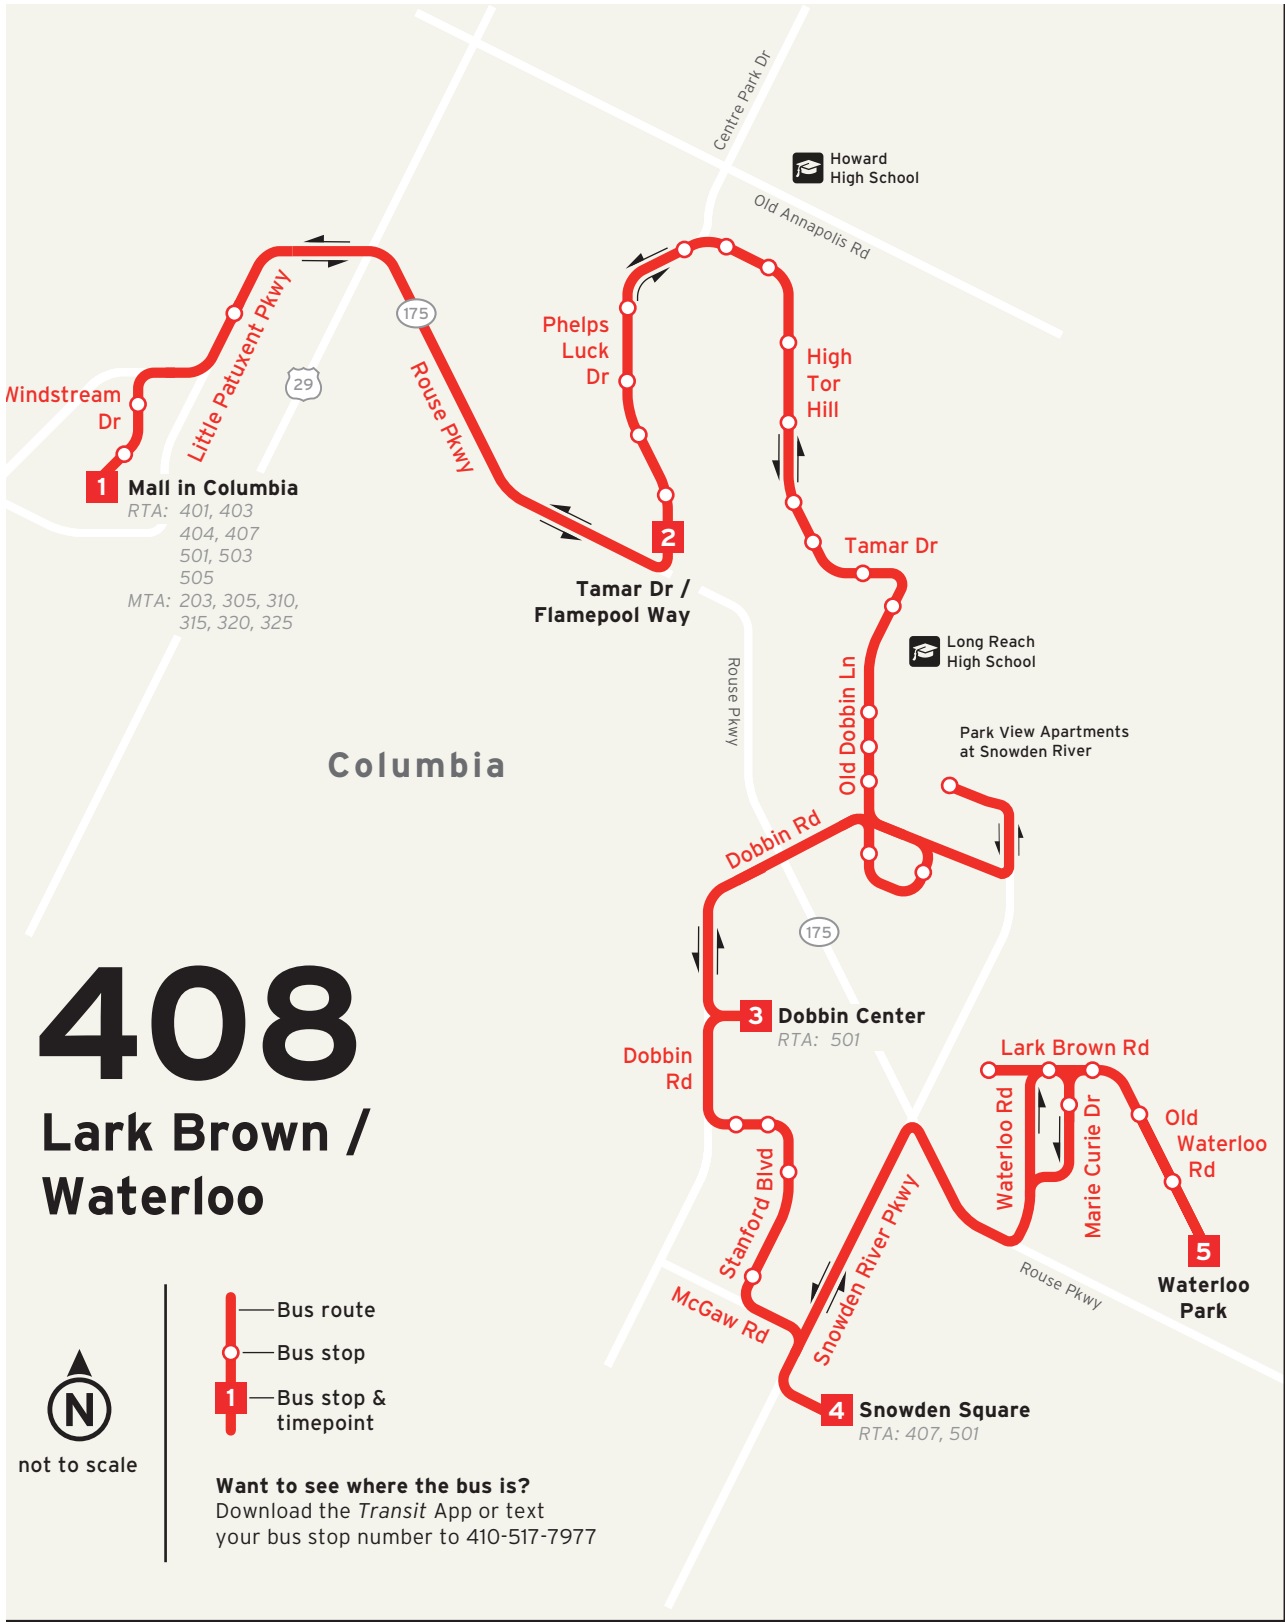 Centre Park Dr
Howard
High School
Old Annapolis Rd
175
Phelps
Luck
Dr
High
Tor
Hill
Little Patuxent Pkwy
29
Rouse Pkwy
Windstream
Dr
1
Mall in Columbia
RTA: 401, 403
404, 407
501, 503
505
MTA: 203, 305, 310,
315, 320, 325
2
Tamar Dr /
Flamepool Way
Tamar Dr
Long Reach
High School
Rouse Pkwy
Old Dobbin Ln
Park View Apartments
at Snowden River
Columbia
Dobbin Rd
175
3
Dobbin Center
RTA: 501
Dobbin
Rd
408
Lark Brown /
Waterloo
Lark Brown Rd
Waterloo Rd
Marie Curie Dr
Old
Waterloo
Rd
5
Waterloo
Park
Rouse Pkwy
Stanford Blvd
McGaw Rd
Snowden River Pkwy
4
Snowden Square
RTA: 407, 501
N
not to scale
Bus route
Bus stop
1
Bus stop &
timepoint
Want to see where the bus is?
Download the Transit App or text
your bus stop number to 410-517-7977